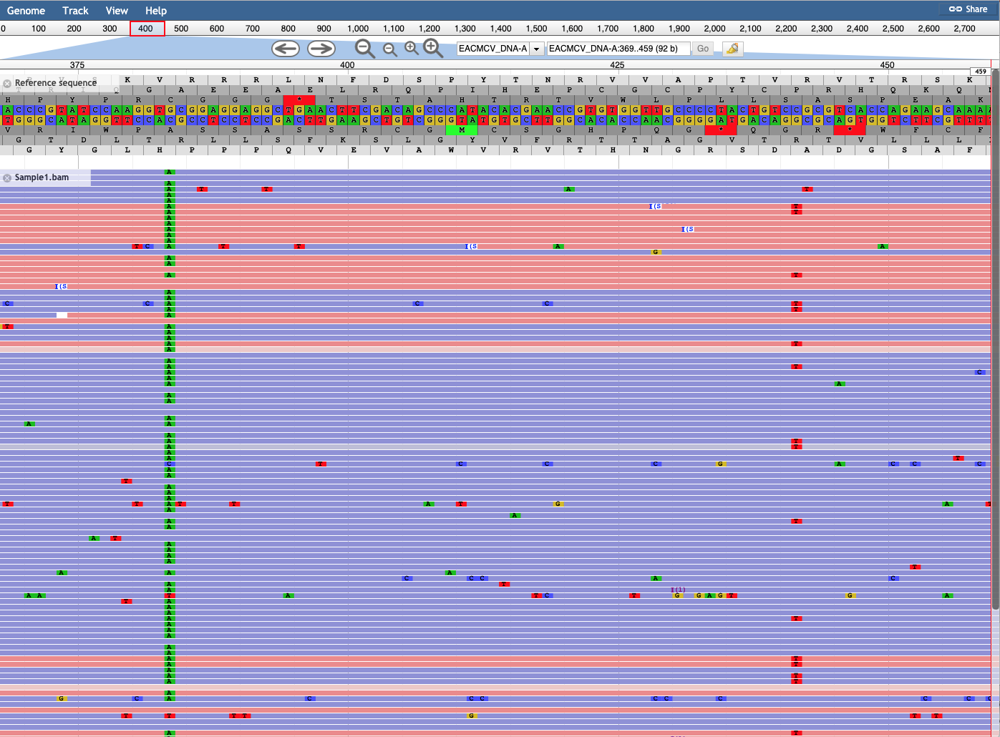 Genome Track View Help Share
0 100 200 300 400 500 600 700 800 900 1,000 1,100 1,200 1,300 1,400 1,500 1,600 1,700 1,800 1,900 2,000 2,100 2,200 2,300 2,400 2,500 2,600 2,700
EACMCV_DNA-A EACMCV_DNA-A:369..459 (92 b) Go
375 400 425 450
459
K V R R R L N F D S P Y T N R V V A P T V R V T R S K
Reference sequence
G A E E A E L R Q P I H E P C G C P Y C P R H Q K Q N
H P Y P R C G G G * T S T A H T R T V W L P L L S A S P E A K
A C C C G T A T C C A A G G T G C G G A G G A G G C T G A A C T T C G A C A G C C C A T A C A C G A A C C G T G T G G T T G C C C C T A C T G T C C G C G T C A C C A G A A G C A A A A
T G G G C A T A G G T T C C A C G C C T C C T C C G A C T T G A A G C T G T C G G G T A T G T G C T T G G C A C A C C A A C G G G G A T G A C A G G C G C A G T G G T C T T C G T T T T
V R I W P A S S A S S R C G M C S G H P Q G * Q G R * W F C F
G T D L T R L L S F K S L G Y V F R T T A G V T R T V L L L
G Y G L H P P P Q V E V A W V R V T H N G R S D A D G S A F
A
Sample1.bam
A
A T T A T
A
A
A I(S T
A T
A
A
A I(S
A
A
T C A T T I(S A A
G
A
A
A T
I(S
A
A
C C A C C T
A T
A
T A
A
A
A T
A
A
A T
A C
A
A A
A
A
A
A A
A
A T
A T
A
A T
C T C C C G A C C C
A
A
T
A
A
A
T T A T T A T G A T
A
A
A T
A
A T
A
A
A
A
T
A A A
C C C A C
A T
A I(1)
A A T A T C T G G A G T G A
T A
A
A
A T
A
A
A
A
A
A T
A T
A
A T
A T
A
G C A C C C C C C C C C
T T T T G T T
A T